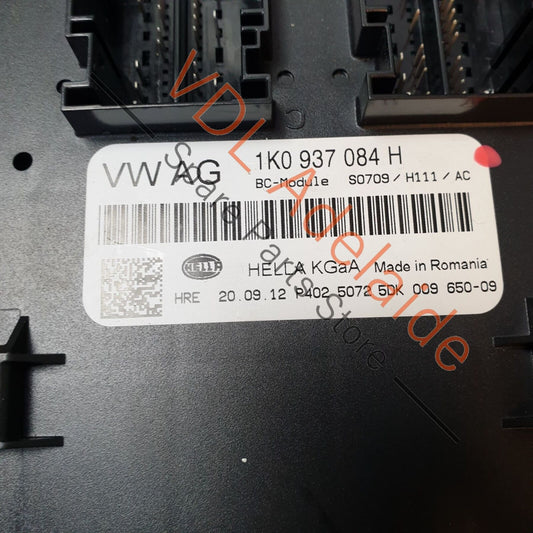 VW AG 1K0 937 084 H
BC-Module S0709/H111/AC
HELLA
HELLA KGaA Made in Romania
HRE 20.09.12 P402 5072 5DK 009 650-09
VDL Adelaide
Spare Parts Store